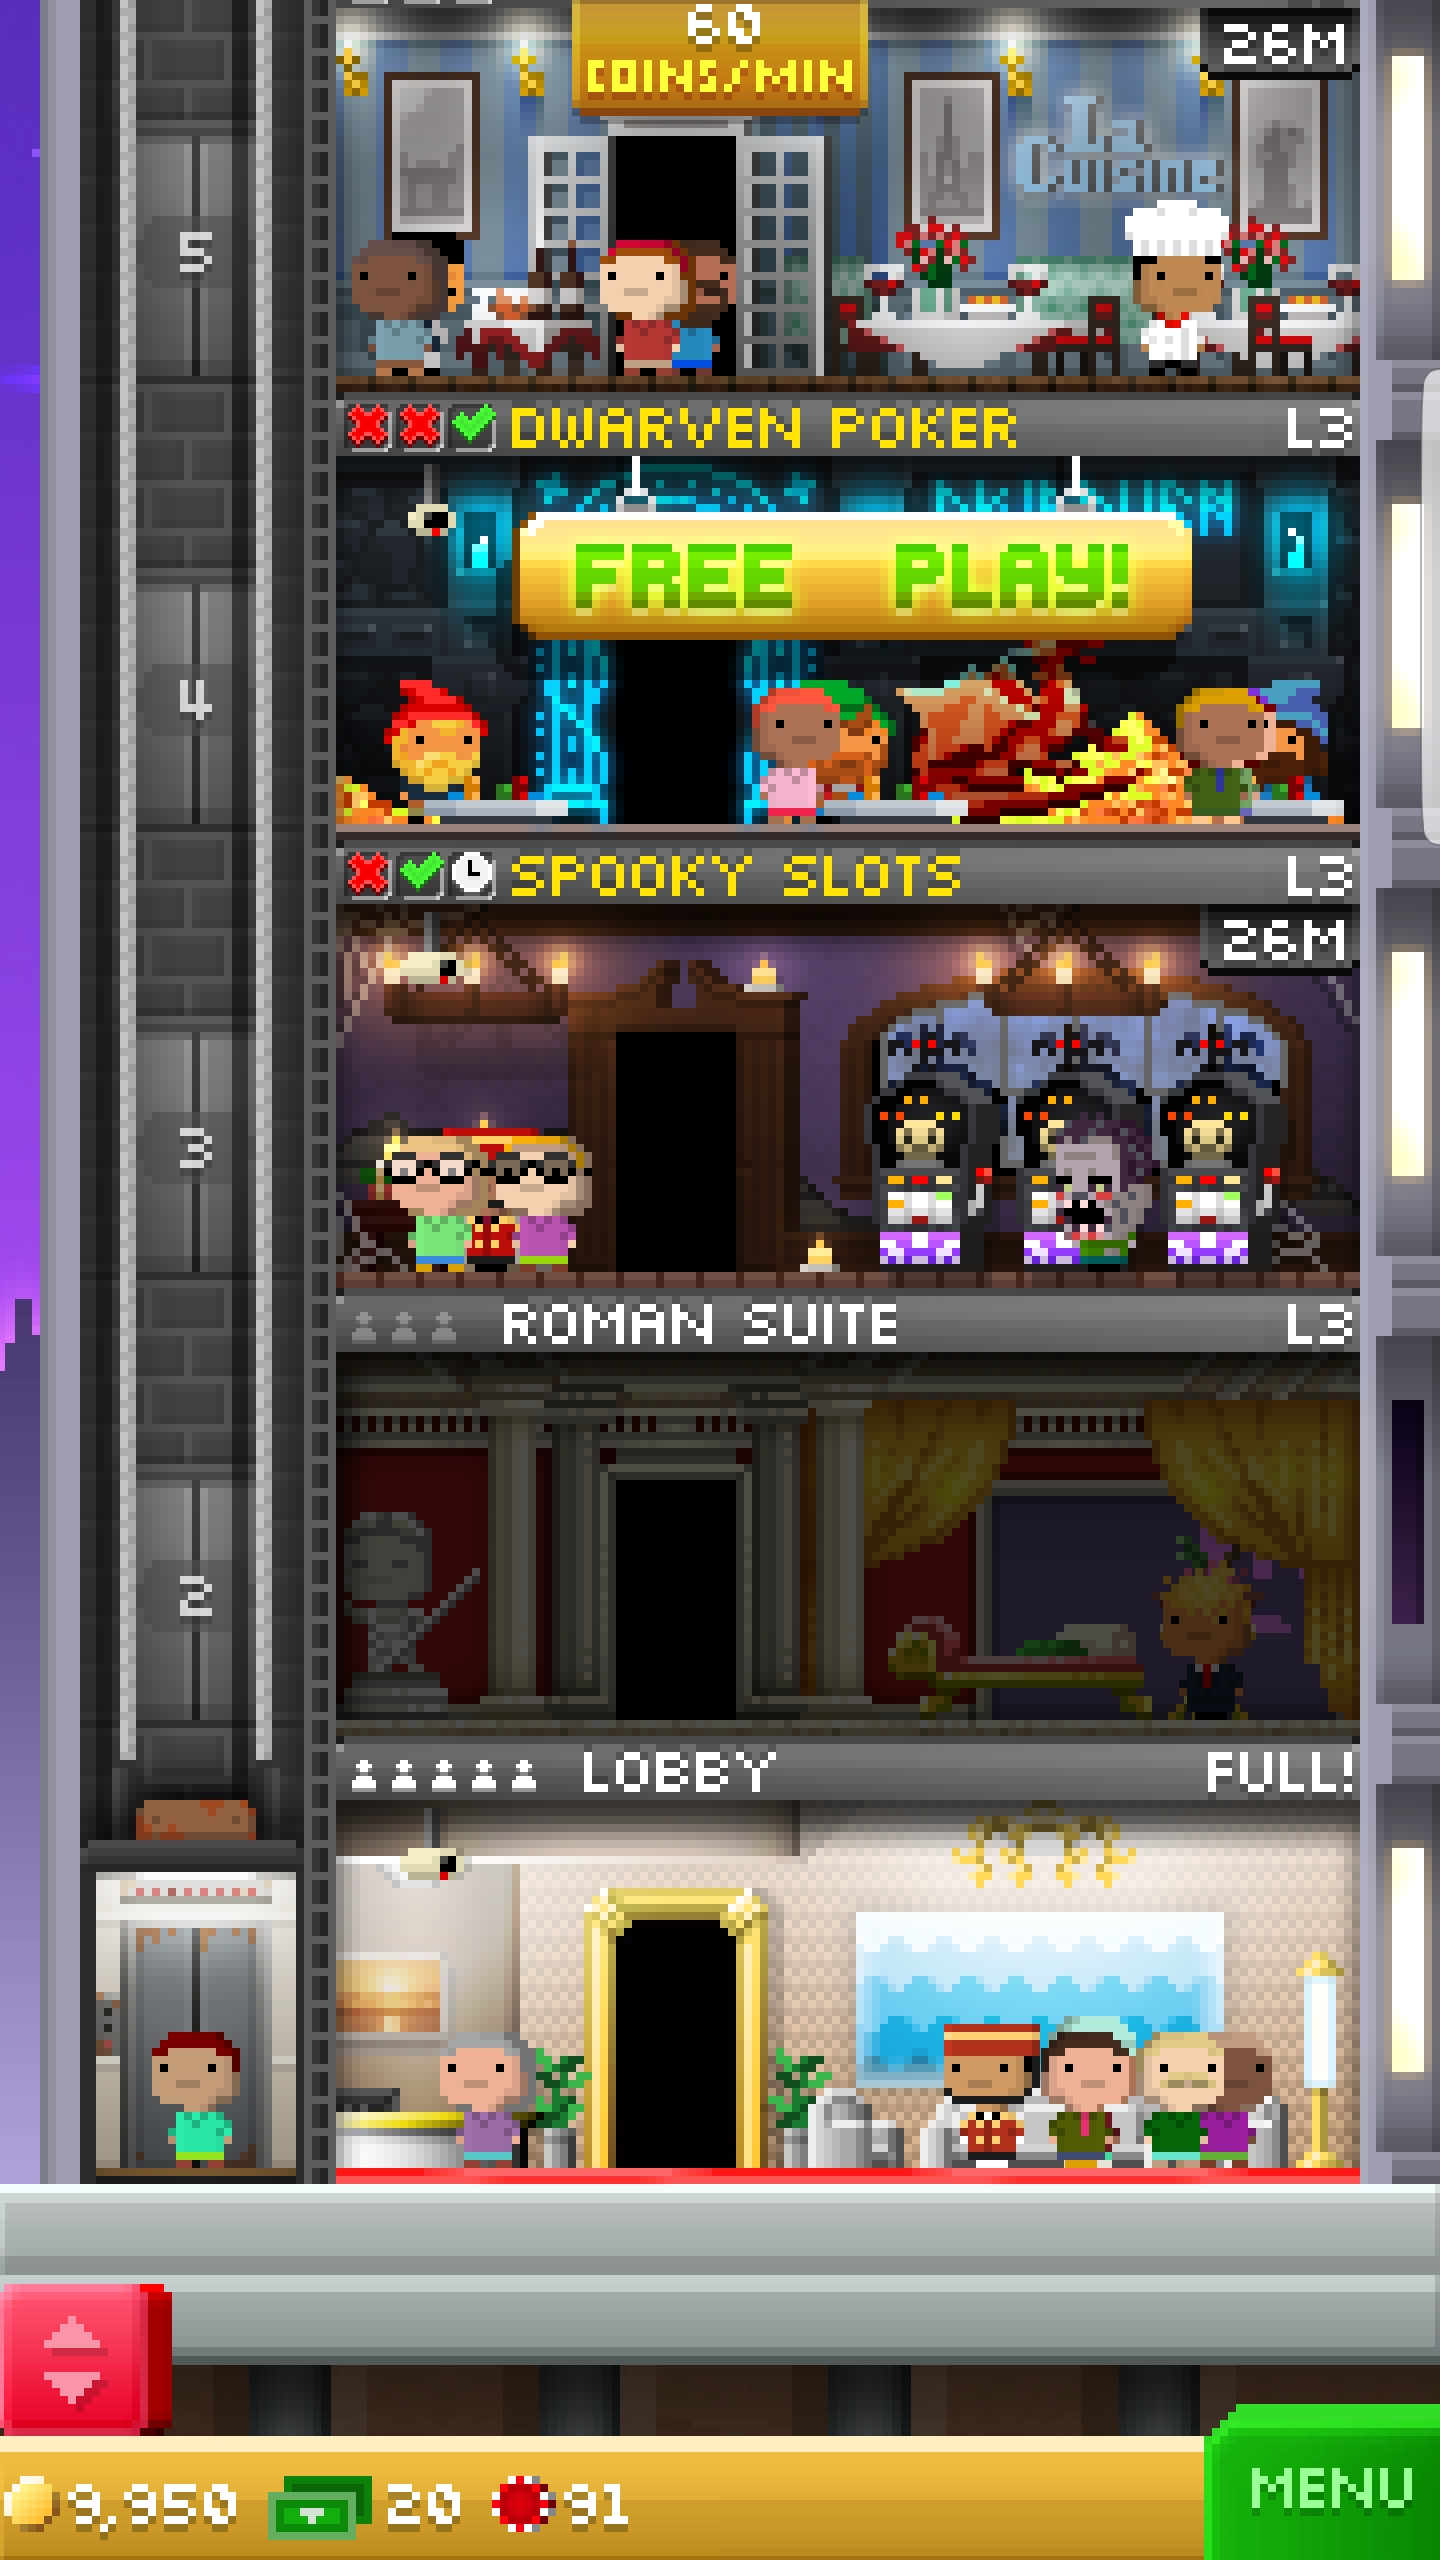 60
COINS/MIN
26M
La
Cuisine
5
DWARVEN POKER L3
FREE PLAY!
4
SPOOKY SLOTS L3
26M
3
ROMAN SUITE L3
2
LOBBY FULL!
9,950 20 91
MENU